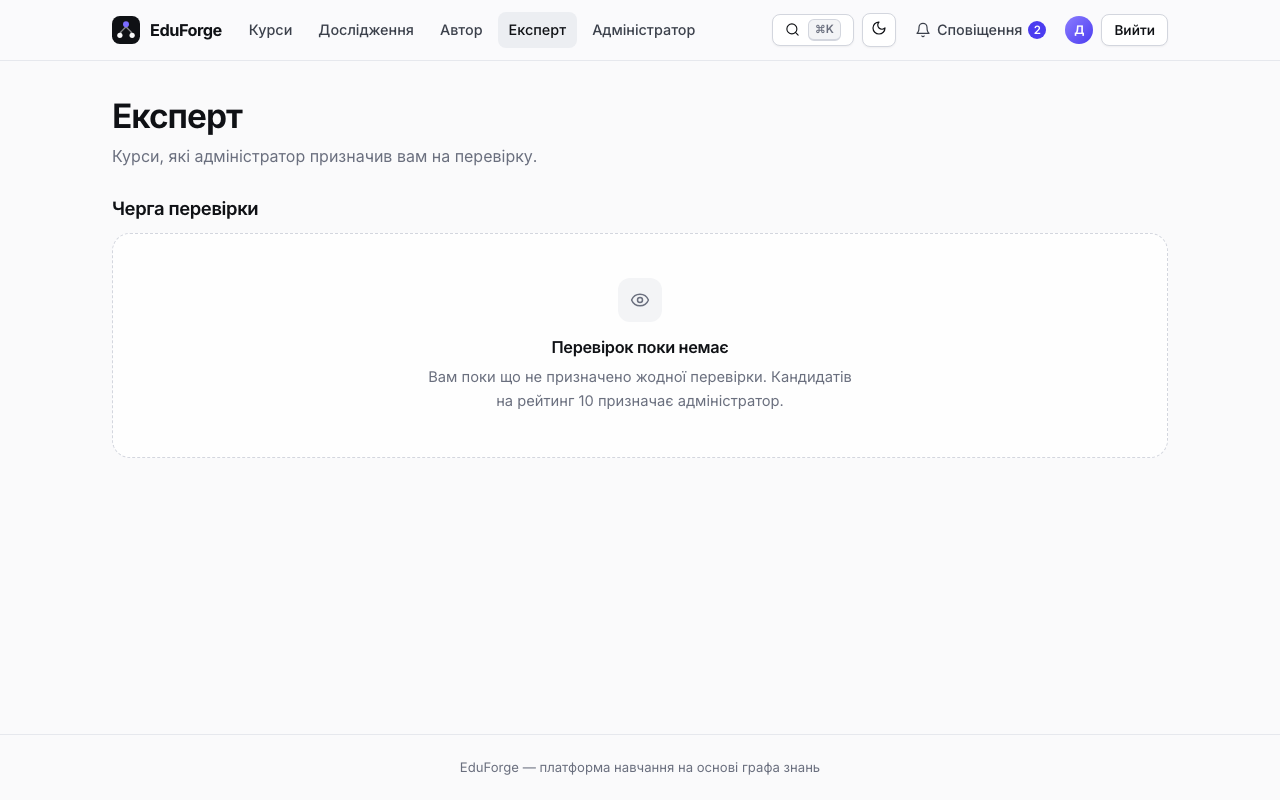 EduForge
Курси
Дослідження
Автор
Експерт
Адміністратор
⌘K
Сповіщення 2
Д
Вийти
Експерт
Курси, які адміністратор призначив вам на перевірку.
Черга перевірки
Перевірок поки немає
Вам поки що не призначено жодної перевірки. Кандидатів
на рейтинг 10 призначає адміністратор.
EduForge — платформа навчання на основі графа знань